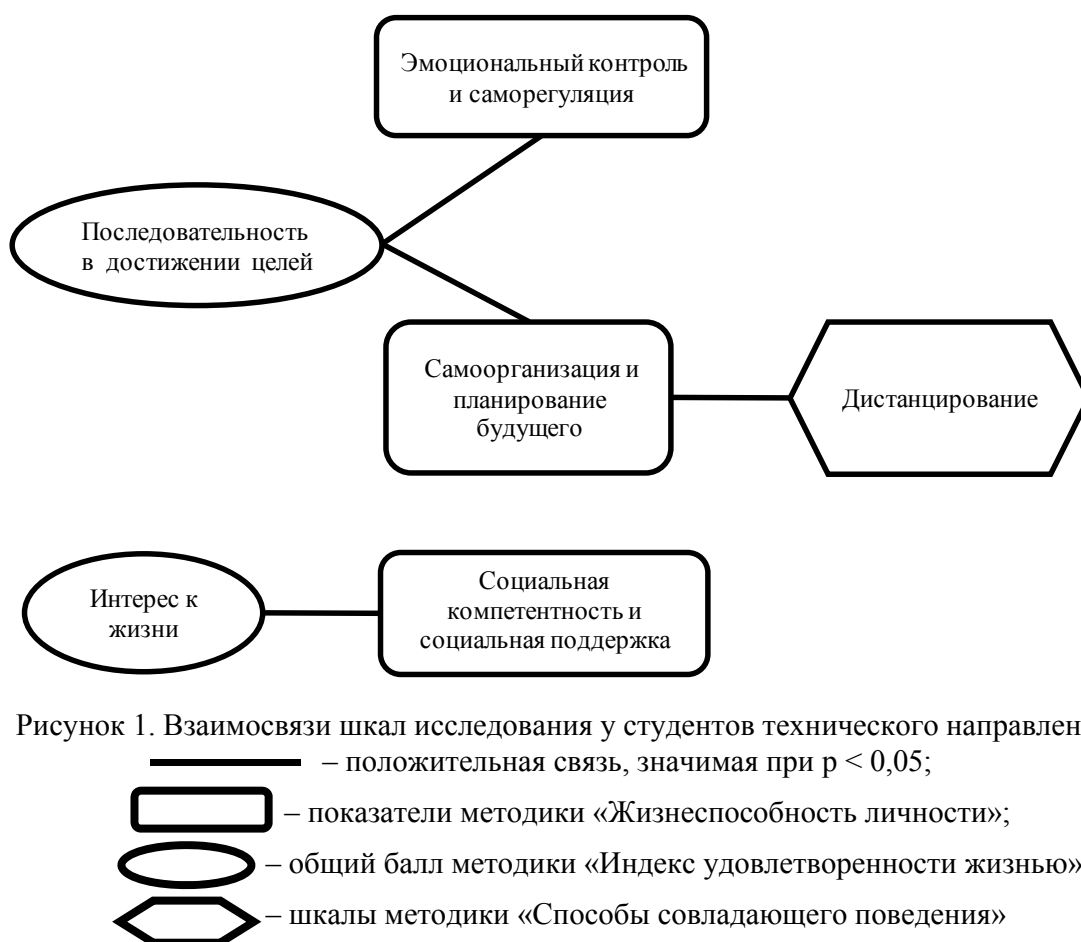 Эмоциональный контроль
и саморегуляция
Последовательность
в достижении целей
Самоорганизация и
планирование
будущего
Дистанцирование
Интерес к
жизни
Социальная
компетентность и
социальная поддержка
Рисунок 1. Взаимосвязи шкал исследования у студентов технического направлен
– положительная связь, значимая при p < 0,05;
– показатели методики «Жизнеспособность личности»;
– общий балл методики «Индекс удовлетворенности жизнью»
– шкалы методики «Способы совладающего поведения»